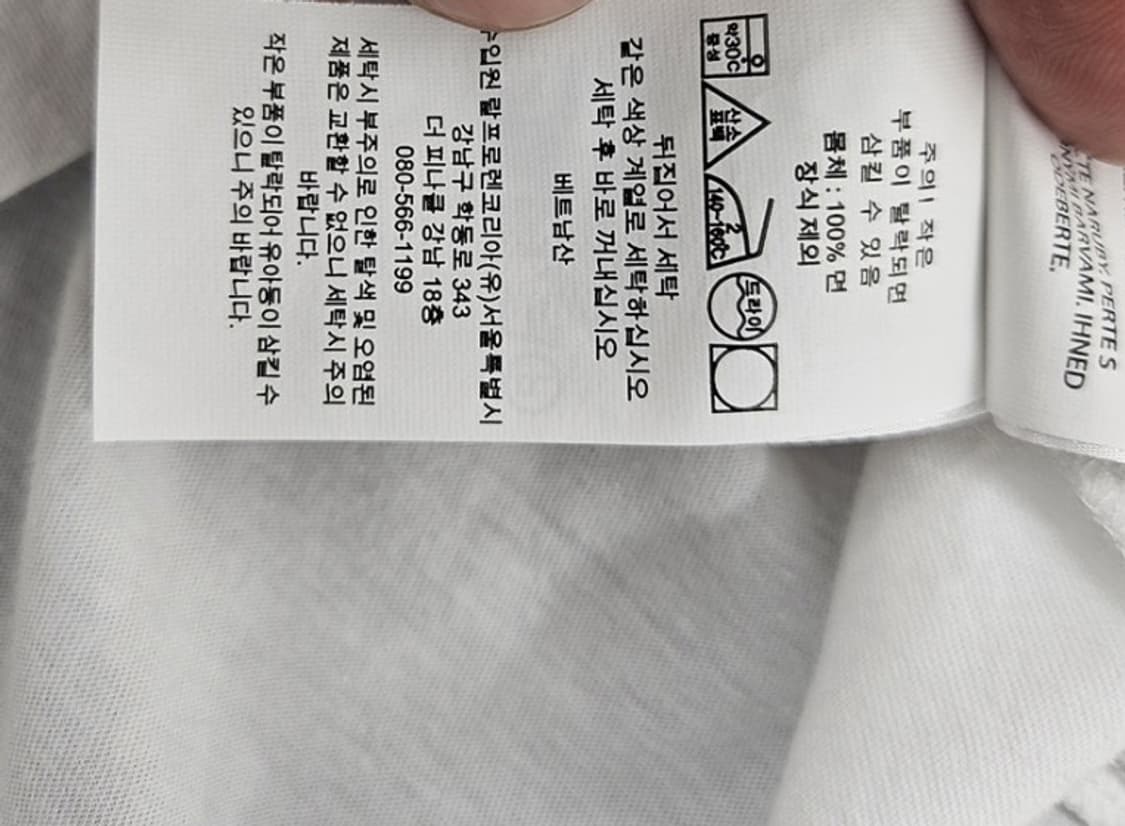 주의! 작은
부품이 탈락되면
삼킬 수 있음
몸체 : 100% 면
장식 제외
약30℃
중성
산소
표백
2
140~160℃
드라이
뒤집어서 세탁
같은 색상 계열로 세탁하십시오
세탁 후 바로 꺼내십시오
베트남산
수입원 랄프로렌코리아(유)서울특별시
강남구 학동로 343
더 피나클 강남 18층
080-566-1199
세탁시 부주의로 인한 탈색 및 오염된
제품은 교환할 수 없으니 세탁시 주의
바랍니다.
작은 부품이 탈락되어 유아동이 삼킬 수
있으니 주의 바랍니다.
PERTE S
IHNED